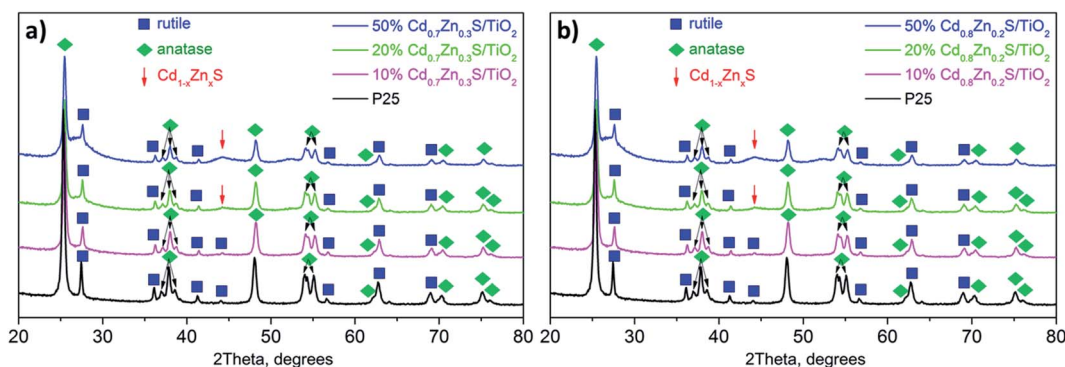 a)
rutile
anatase
Cd₁₋ₓZnₓS
50% Cd₀.₇Zn₀.₃S/TiO₂
20% Cd₀.₇Zn₀.₃S/TiO₂
10% Cd₀.₇Zn₀.₃S/TiO₂
P25
20 30 40 50 60 70 80
2Theta, degrees
b)
rutile
anatase
Cd₁₋ₓZnₓS
50% Cd₀.₈Zn₀.₂S/TiO₂
20% Cd₀.₈Zn₀.₂S/TiO₂
10% Cd₀.₈Zn₀.₂S/TiO₂
P25
20 30 40 50 60 70 80
2Theta, degrees